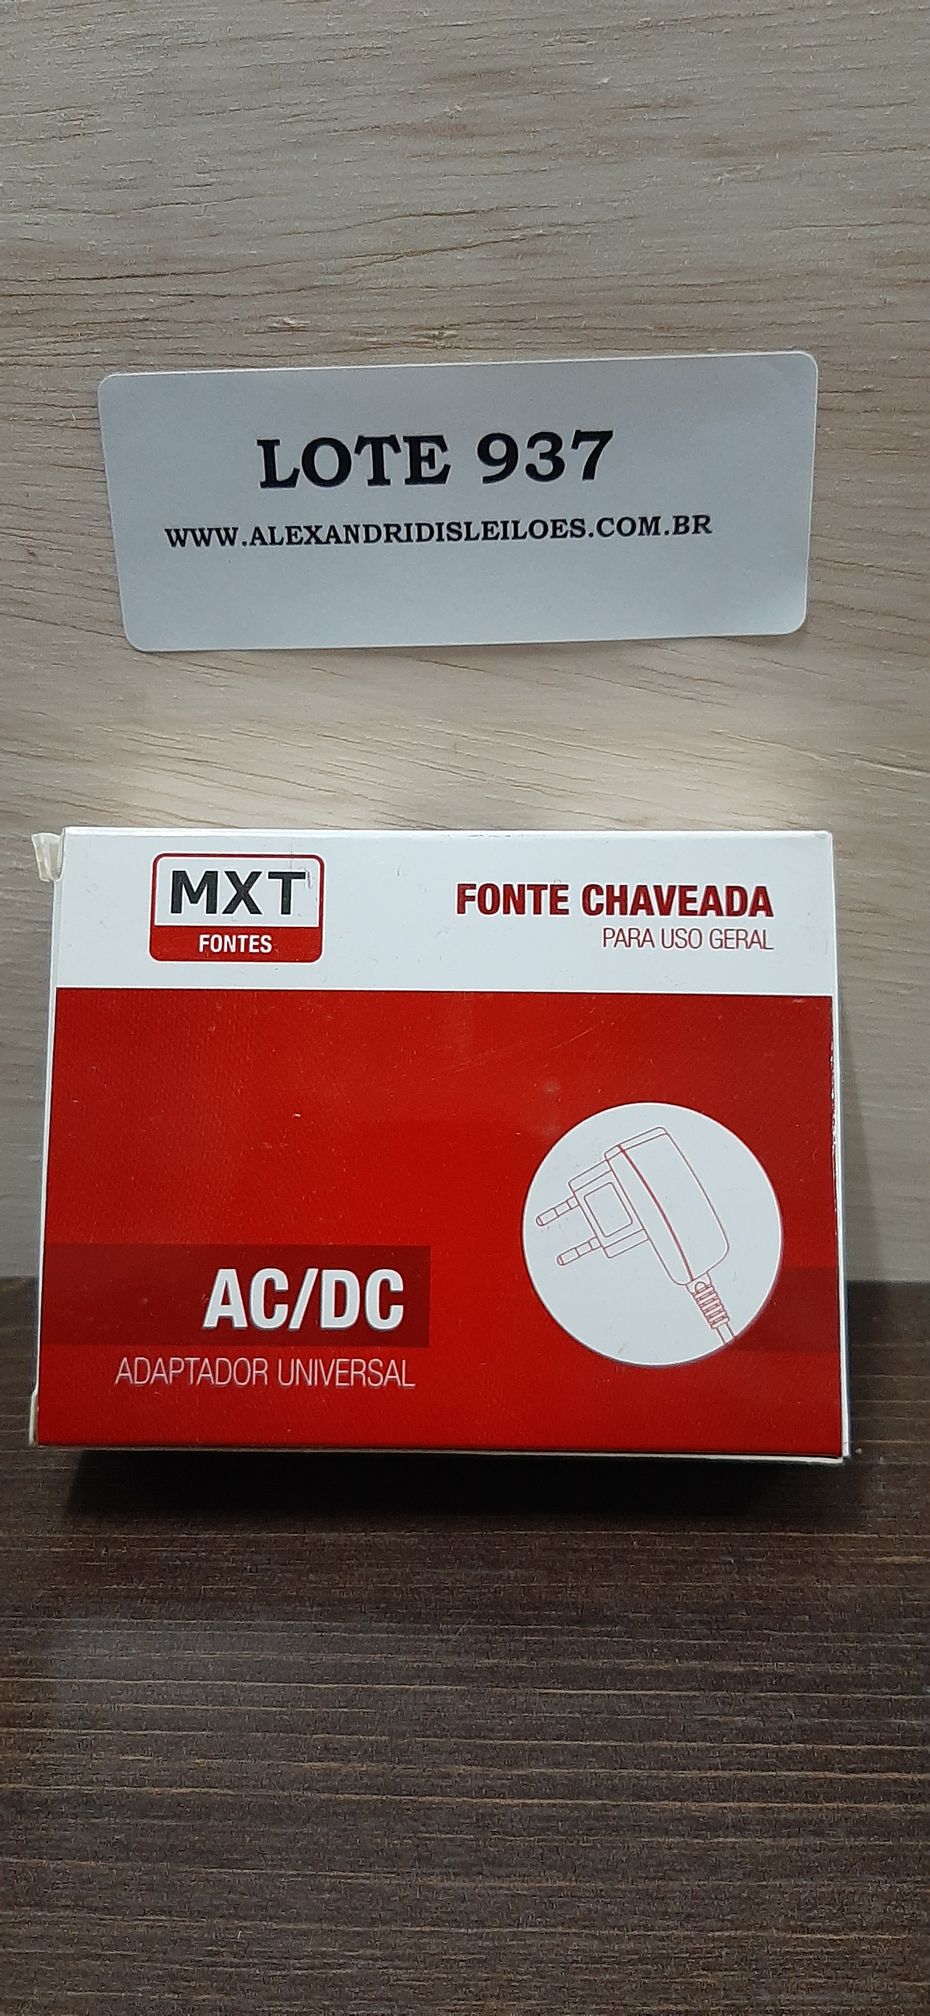 LOTE 937
WWW.ALEXANDRIDISLEILOES.COM.BR
MXT
FONTES
FONTE CHAVEADA
PARA USO GERAL
AC/DC
ADAPTADOR UNIVERSAL